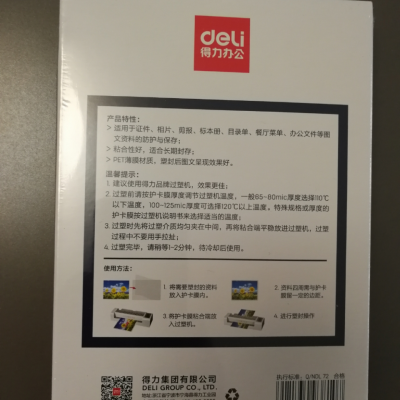 deli
得力办公
产品特性:
> 适用于证件、相片、剪报、标本册、目录单、餐厅菜单、办公文件等图
文资料的防护与保存;
> 粘合性好,适合长期封存;
> PET薄膜材质,塑封后图文呈现效果好。
温馨提示:
1. 建议使用得力品牌过塑机,效果更佳;
2. 过塑前请按护卡膜厚度调节过塑机温度,一般65-80mic厚度选择110℃
以下温度,100-125mic厚度可选择120℃以上温度。特殊规格或厚度的
护卡膜按过塑机说明书来选择适当的温度;
3. 过塑时先将过塑介质均匀夹在中间,再将粘合端平稳放进过塑机,过塑
过程中不要用手拉扯;
4. 过塑完毕,请稍等1-2分钟,待冷却后使用。
使用方法:
1. 将需要塑封的资料
放入护卡膜内。
2. 资料四周需与护卡
膜留一定的边距。
3. 将护卡膜粘合端放
入过塑机。
4. 进行塑封操作
得力集团有限公司
DELI GROUP CO., LTD.
执行标准: Q/NDL 72 合格